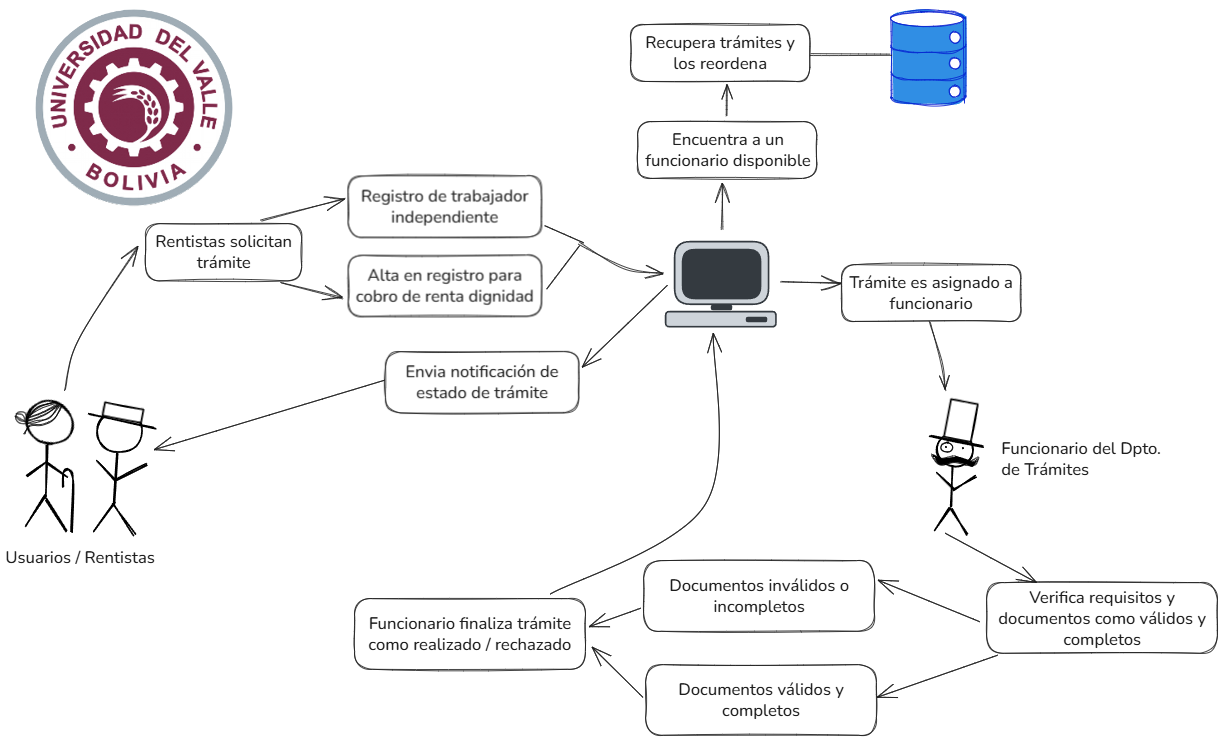 UNIVERSIDAD DEL VALLE
BOLIVIA
Recupera trámites y
los reordena
Encuentra a un
funcionario disponible
Registro de trabajador
independiente
Rentistas solicitan
trámite
Alta en registro para
cobro de renta dignidad
Trámite es asignado a
funcionario
Envia notificación de
estado de trámite
Funcionario del Dpto.
de Trámites
Usuarios / Rentistas
Documentos inválidos o
incompletos
Verifica requisitos y
documentos como válidos y
completos
Funcionario finaliza trámite
como realizado / rechazado
Documentos válidos y
completos